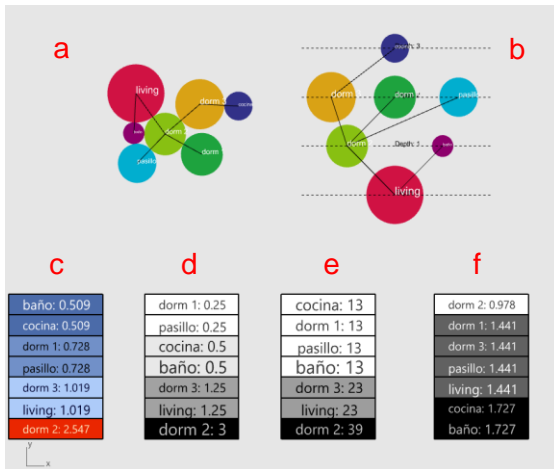 a
living
dorm 3
cocina
dorm 2
pasillo
dorm
b
Depth: 3
dorm
dorm
pasillo
dorm
Depth: 1
living
c
baño: 0.509
cocina: 0.509
dorm 1: 0.728
pasillo: 0.728
dorm 3: 1.019
living: 1.019
dorm 2: 2.547
d
dorm 1: 0.25
pasillo: 0.25
cocina: 0.5
baño: 0.5
dorm 3: 1.25
living: 1.25
dorm 2: 3
e
cocina: 13
dorm 1: 13
pasillo: 13
baño: 13
dorm 3: 23
living: 23
dorm 2: 39
f
dorm 2: 0.978
dorm 1: 1.441
dorm 3: 1.441
pasillo: 1.441
living: 1.441
cocina: 1.727
baño: 1.727
y
x